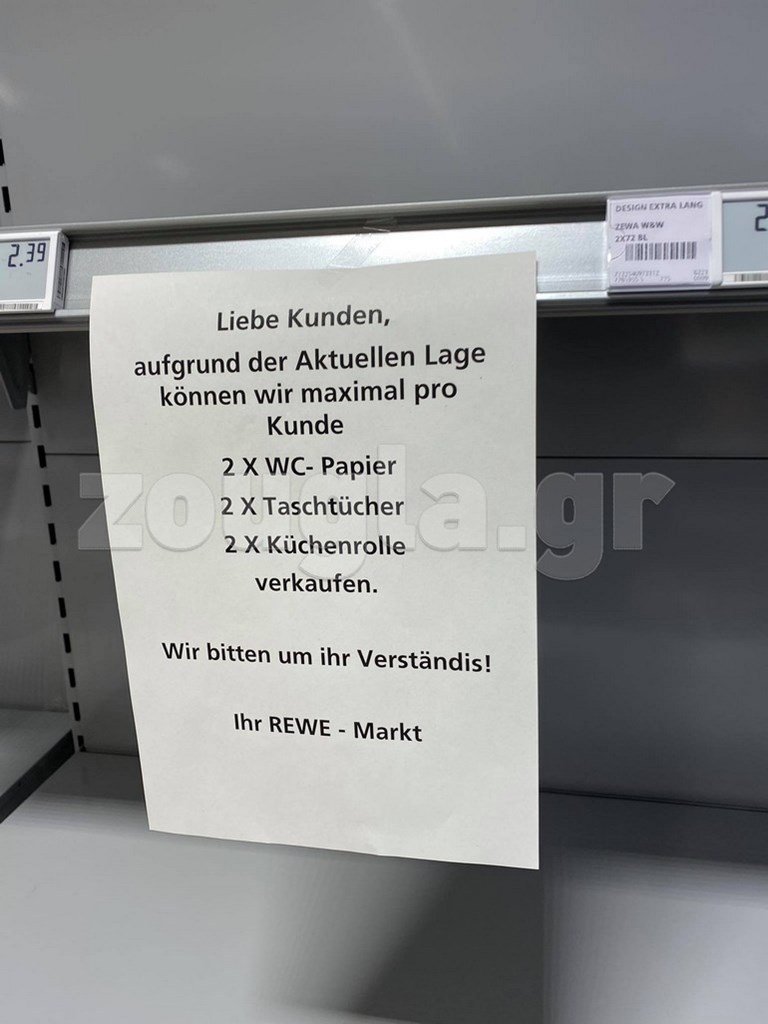 2.39
DESIGN EXTRA LANG
ZEWA W&W
2X72 BL
2
Liebe Kunden,
aufgrund der Aktuellen Lage
können wir maximal pro
Kunde
2 X WC- Papier
2 X Taschtücher
2 X Küchenrolle
verkaufen.
zougla.gr
Wir bitten um ihr Verständis!
Ihr REWE - Markt